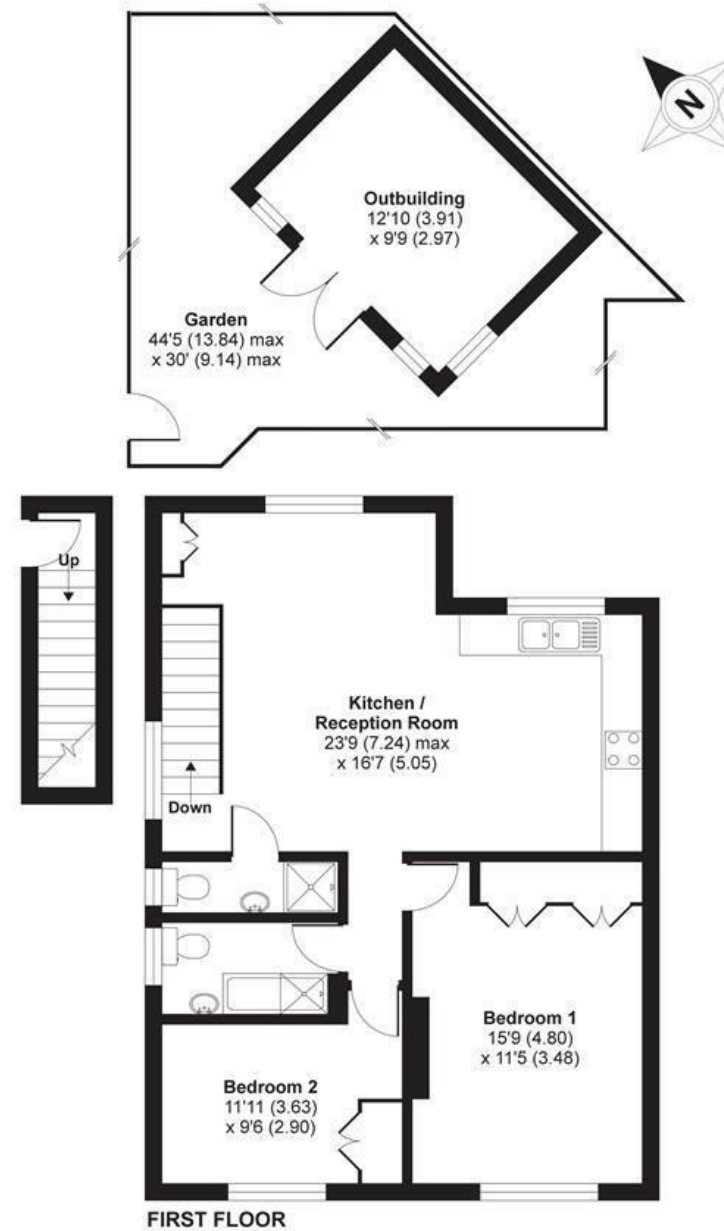 N
Outbuilding
12'10 (3.91)
x 9'9 (2.97)
Garden
44'5 (13.84) max
x 30' (9.14) max
Up
Kitchen /
Reception Room
23'9 (7.24) max
x 16'7 (5.05)
Down
Bedroom 1
15'9 (4.80)
x 11'5 (3.48)
Bedroom 2
11'11 (3.63)
x 9'6 (2.90)
FIRST FLOOR